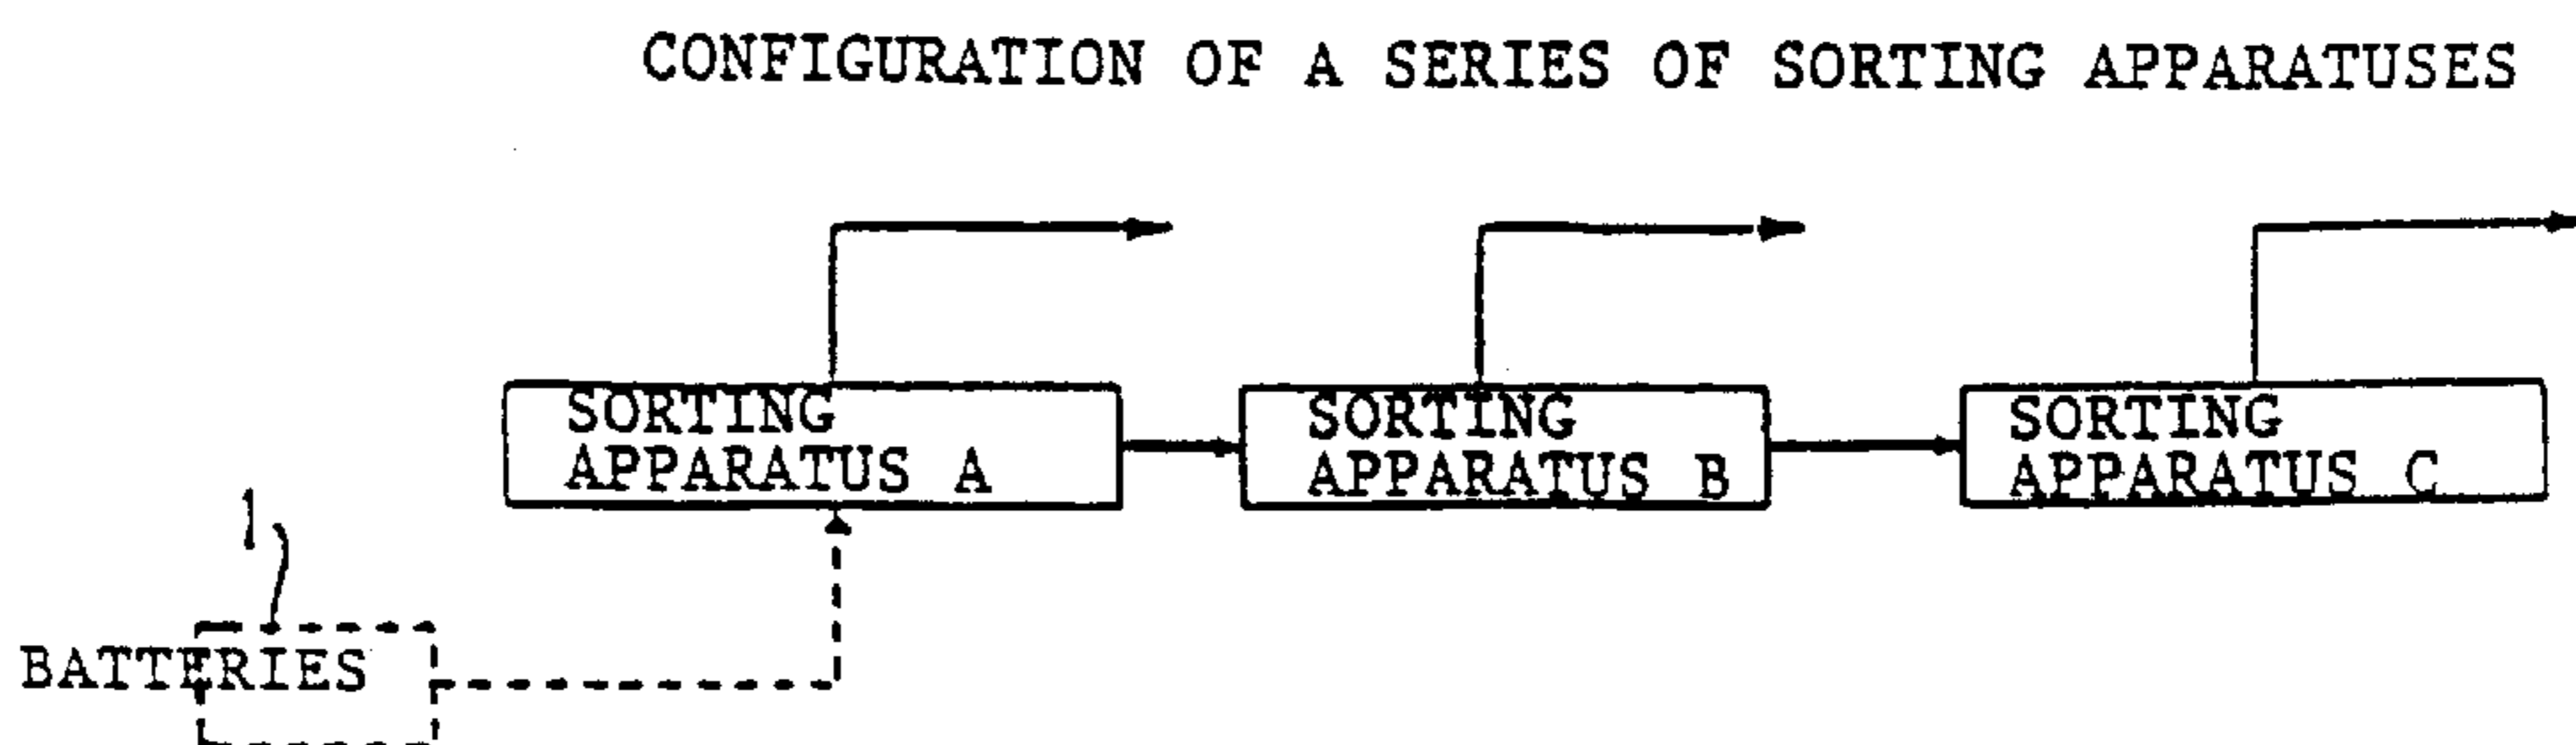 CONFIGURATION OF A SERIES OF SORTING APPARATUSES
SORTING
APPARATUS A
SORTING
APPARATUS B
SORTING
APPARATUS C
1
BATTERIES